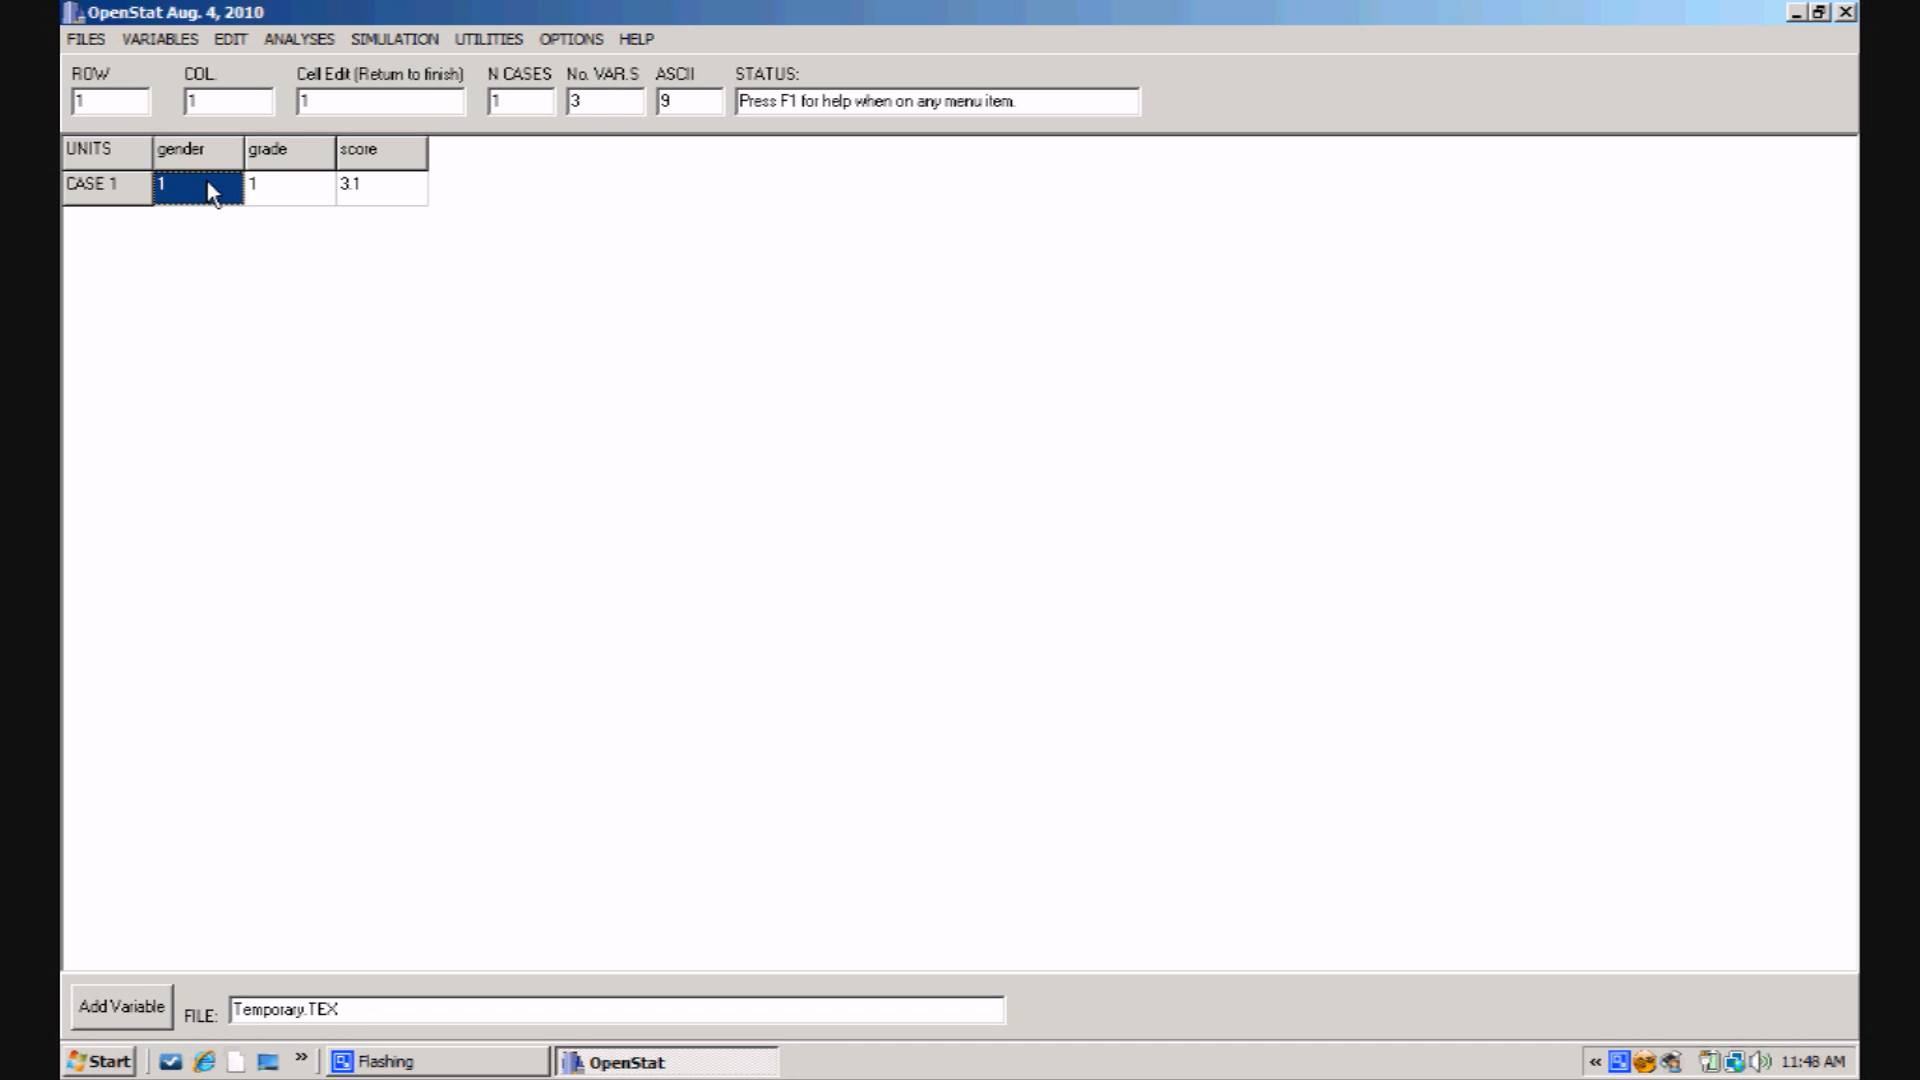 OpenStat Aug. 4, 2010
FILES VARIABLES EDIT ANALYSES SIMULATION UTILITIES OPTIONS HELP
ROW COL. Cell Edit (Return to finish) N CASES No. VAR.S ASCII STATUS:
1 1 1 1 3 9 Press F1 for help when on any menu item.
UNITS gender grade score
CASE 1 1 1 3.1
Add Variable FILE: Temporary.TEX
Start » Flashing OpenStat « 11:48 AM